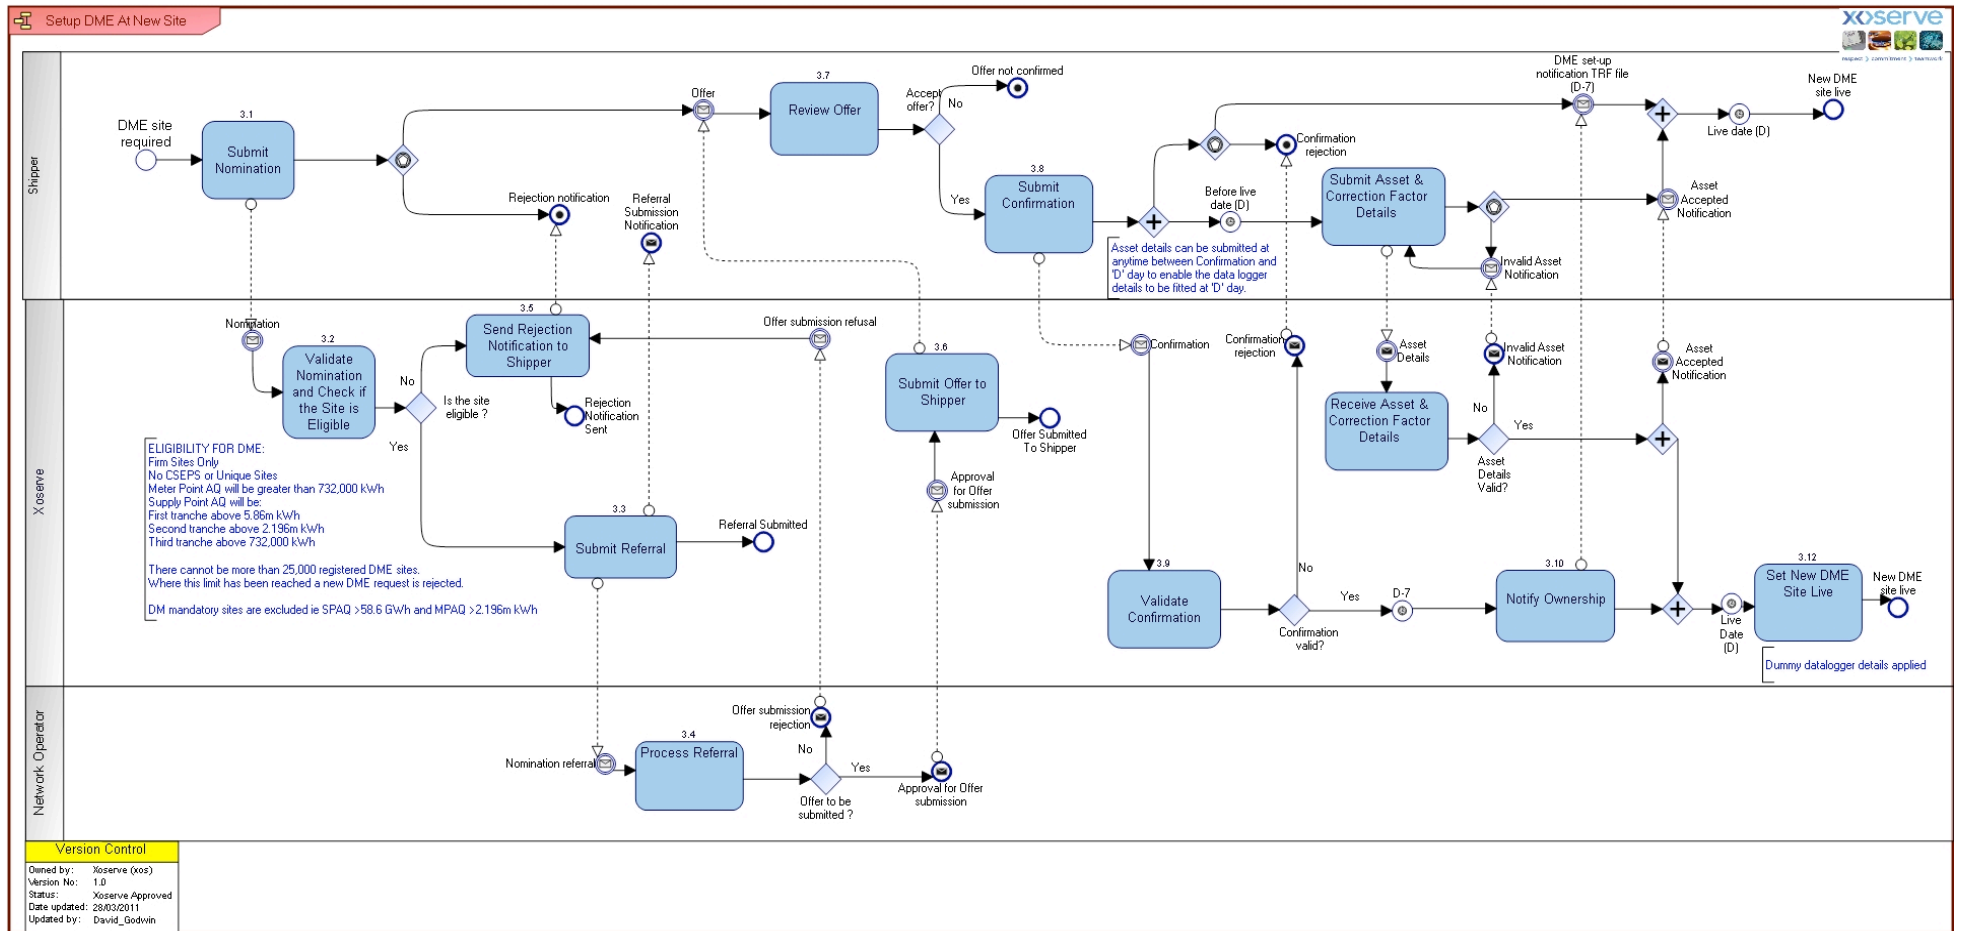 Setup DME At New Site
xoserve
respect > commitment > teamwork
Shipper
DME site
required
3.1
Submit
Nomination
Offer
3.7
Review Offer
Accept
offer?
No
Offer not confirmed
Yes
Rejection notification
Referral
Submission
Notification
3.8
Submit
Confirmation
Confirmation
rejection
Before live
date (D)
Submit Asset &
Correction Factor
Details
DME set-up
notification TRF file
(D-7)
Live date (D)
New DME
site live
Asset
Accepted
Notification
Invalid Asset
Notification
Asset details can be submitted at
anytime between Confirmation and
'D' day to enable the data logger
details to be fitted at 'D' day.
Xoserve
Nomination
3.2
Validate
Nomination
and Check if
the Site is
Eligible
No
Is the site
eligible ?
Yes
3.5
Send Rejection
Notification to
Shipper
Rejection
Notification
Sent
Offer submission refusal
3.6
Submit Offer to
Shipper
Offer Submitted
To Shipper
Approval
for Offer
submission
3.3
Submit Referral
Referral Submitted
ELIGIBILITY FOR DME:
Firm Sites Only
No CSEPS or Unique Sites
Meter Point AQ will be greater than 732,000 kWh
Supply Point AQ will be:
First tranche above 5.86m kWh
Second tranche above 2.196m kWh
Third tranche above 732,000 kWh
There cannot be more than 25,000 registered DME sites.
Where this limit has been reached a new DME request is rejected.
DM mandatory sites are excluded ie SPAQ >58.6 GWh and MPAQ >2.196m kWh
Confirmation
Confirmation
rejection
Asset
Details
Invalid Asset
Notification
Asset
Accepted
Notification
Receive Asset &
Correction Factor
Details
No
Yes
Asset
Details
Valid?
3.9
Validate
Confirmation
No
Yes
Confirmation
valid?
D-7
3.10
Notify Ownership
Live
Date
(D)
3.12
Set New DME
Site Live
New DME
site live
Dummy datalogger details applied
Network Operator
Nomination referral
3.4
Process Referral
Offer submission
rejection
No
Yes
Offer to be
submitted ?
Approval for Offer
submission
Version Control
Owned by: Xoserve (xos)
Version No: 1.0
Status: Xoserve Approved
Date updated: 28/03/2011
Updated by: David_Godwin